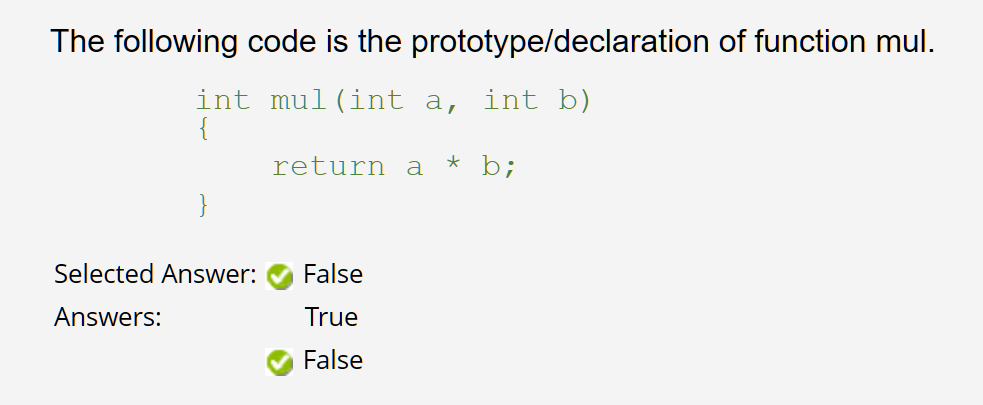 The following code is the prototype/declaration of function mul.
int mul(int a, int b)
{
return a * b;
}
Selected Answer: False
Answers: True
False